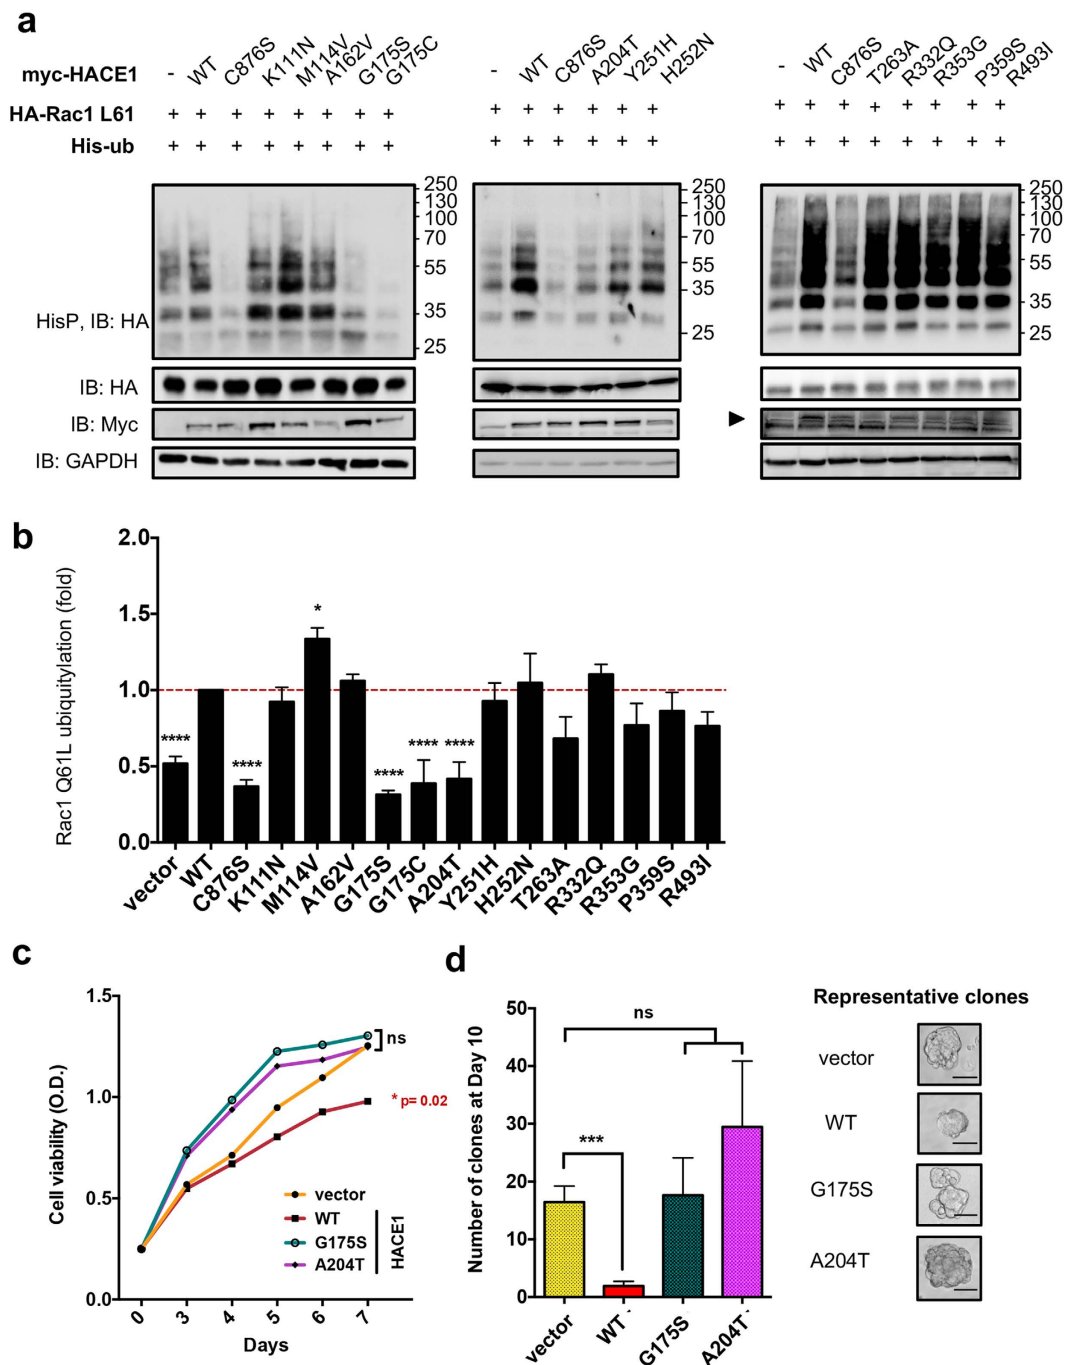 a
myc-HACE1 - WT C876S K111N M114V A162V G175S G175C - WT C876S A204T Y251H H252N - WT C876S T263A R332Q R353G P359S R493I
HA-Rac1 L61 + + + + + + + + + + + + + + + + + + + + + +
His-ub + + + + + + + + + + + + + + + + + + + + + +
HisP, IB: HA
250
130
100
70
55
35
25
250
130
100
70
55
35
25
250
130
100
70
55
35
25
IB: HA
IB: Myc
IB: GAPDH
b
Rac1 Q61L ubiquitylation (fold)
2.0
1.5
1.0
0.5
0.0
*
**** **** **** **** ****
vector WT C876S K111N M114V A162V G175S G175C A204T Y251H H252N T263A R332Q R353G P359S R493I
c
Cell viability (O.D.)
1.5
1.0
0.5
0.0
ns
* p= 0.02
vector
WT
G175S
A204T
HACE1
0 3 4 5 6 7
Days
d
Number of clones at Day 10
50
40
30
20
10
0
ns
***
vector WT G175S A204T
Representative clones
vector
WT
G175S
A204T